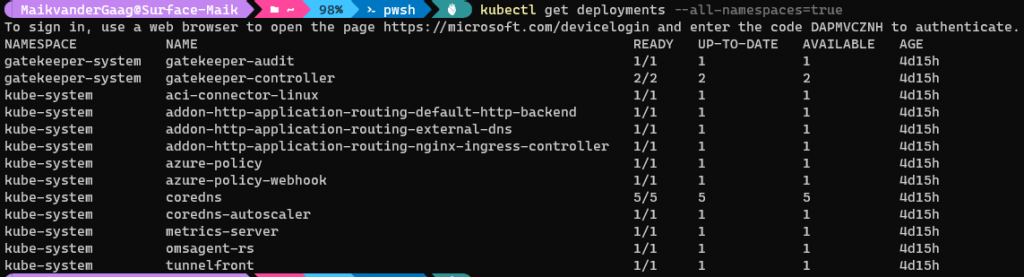 MaikvanderGaag@Surface-Maik ~ 98% pwsh kubectl get deployments --all-namespaces=true
To sign in, use a web browser to open the page https://microsoft.com/devicelogin and enter the code DAPMVCZNH to authenticate.
NAMESPACE NAME READY UP-TO-DATE AVAILABLE AGE
gatekeeper-system gatekeeper-audit 1/1 1 1 4d15h
gatekeeper-system gatekeeper-controller 2/2 2 2 4d15h
kube-system aci-connector-linux 1/1 1 1 4d15h
kube-system addon-http-application-routing-default-http-backend 1/1 1 1 4d15h
kube-system addon-http-application-routing-external-dns 1/1 1 1 4d15h
kube-system addon-http-application-routing-nginx-ingress-controller 1/1 1 1 4d15h
kube-system azure-policy 1/1 1 1 4d15h
kube-system azure-policy-webhook 1/1 1 1 4d15h
kube-system coredns 5/5 5 5 4d15h
kube-system coredns-autoscaler 1/1 1 1 4d15h
kube-system metrics-server 1/1 1 1 4d15h
kube-system omsagent-rs 1/1 1 1 4d15h
kube-system tunnelfront 1/1 1 1 4d15h